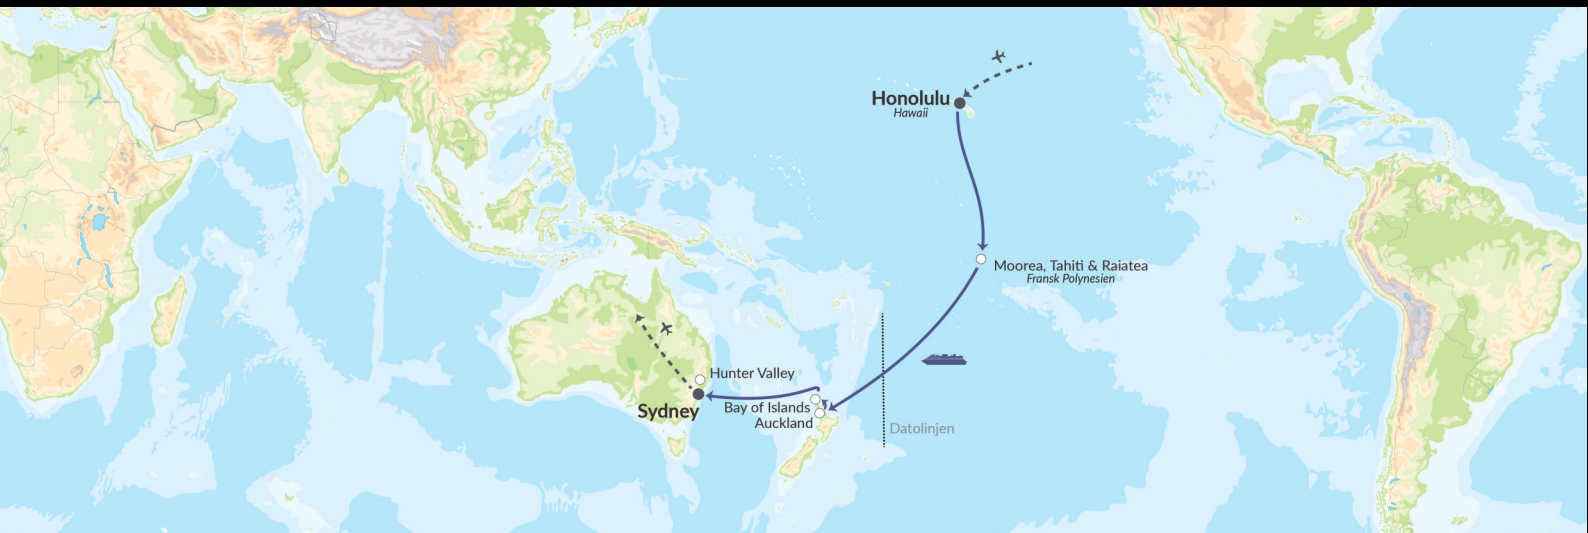 Honolulu
Hawaii
Moorea, Tahiti & Raiatea
Fransk Polynesien
Hunter Valley
Sydney
Bay of Islands
Auckland
Datolinjen